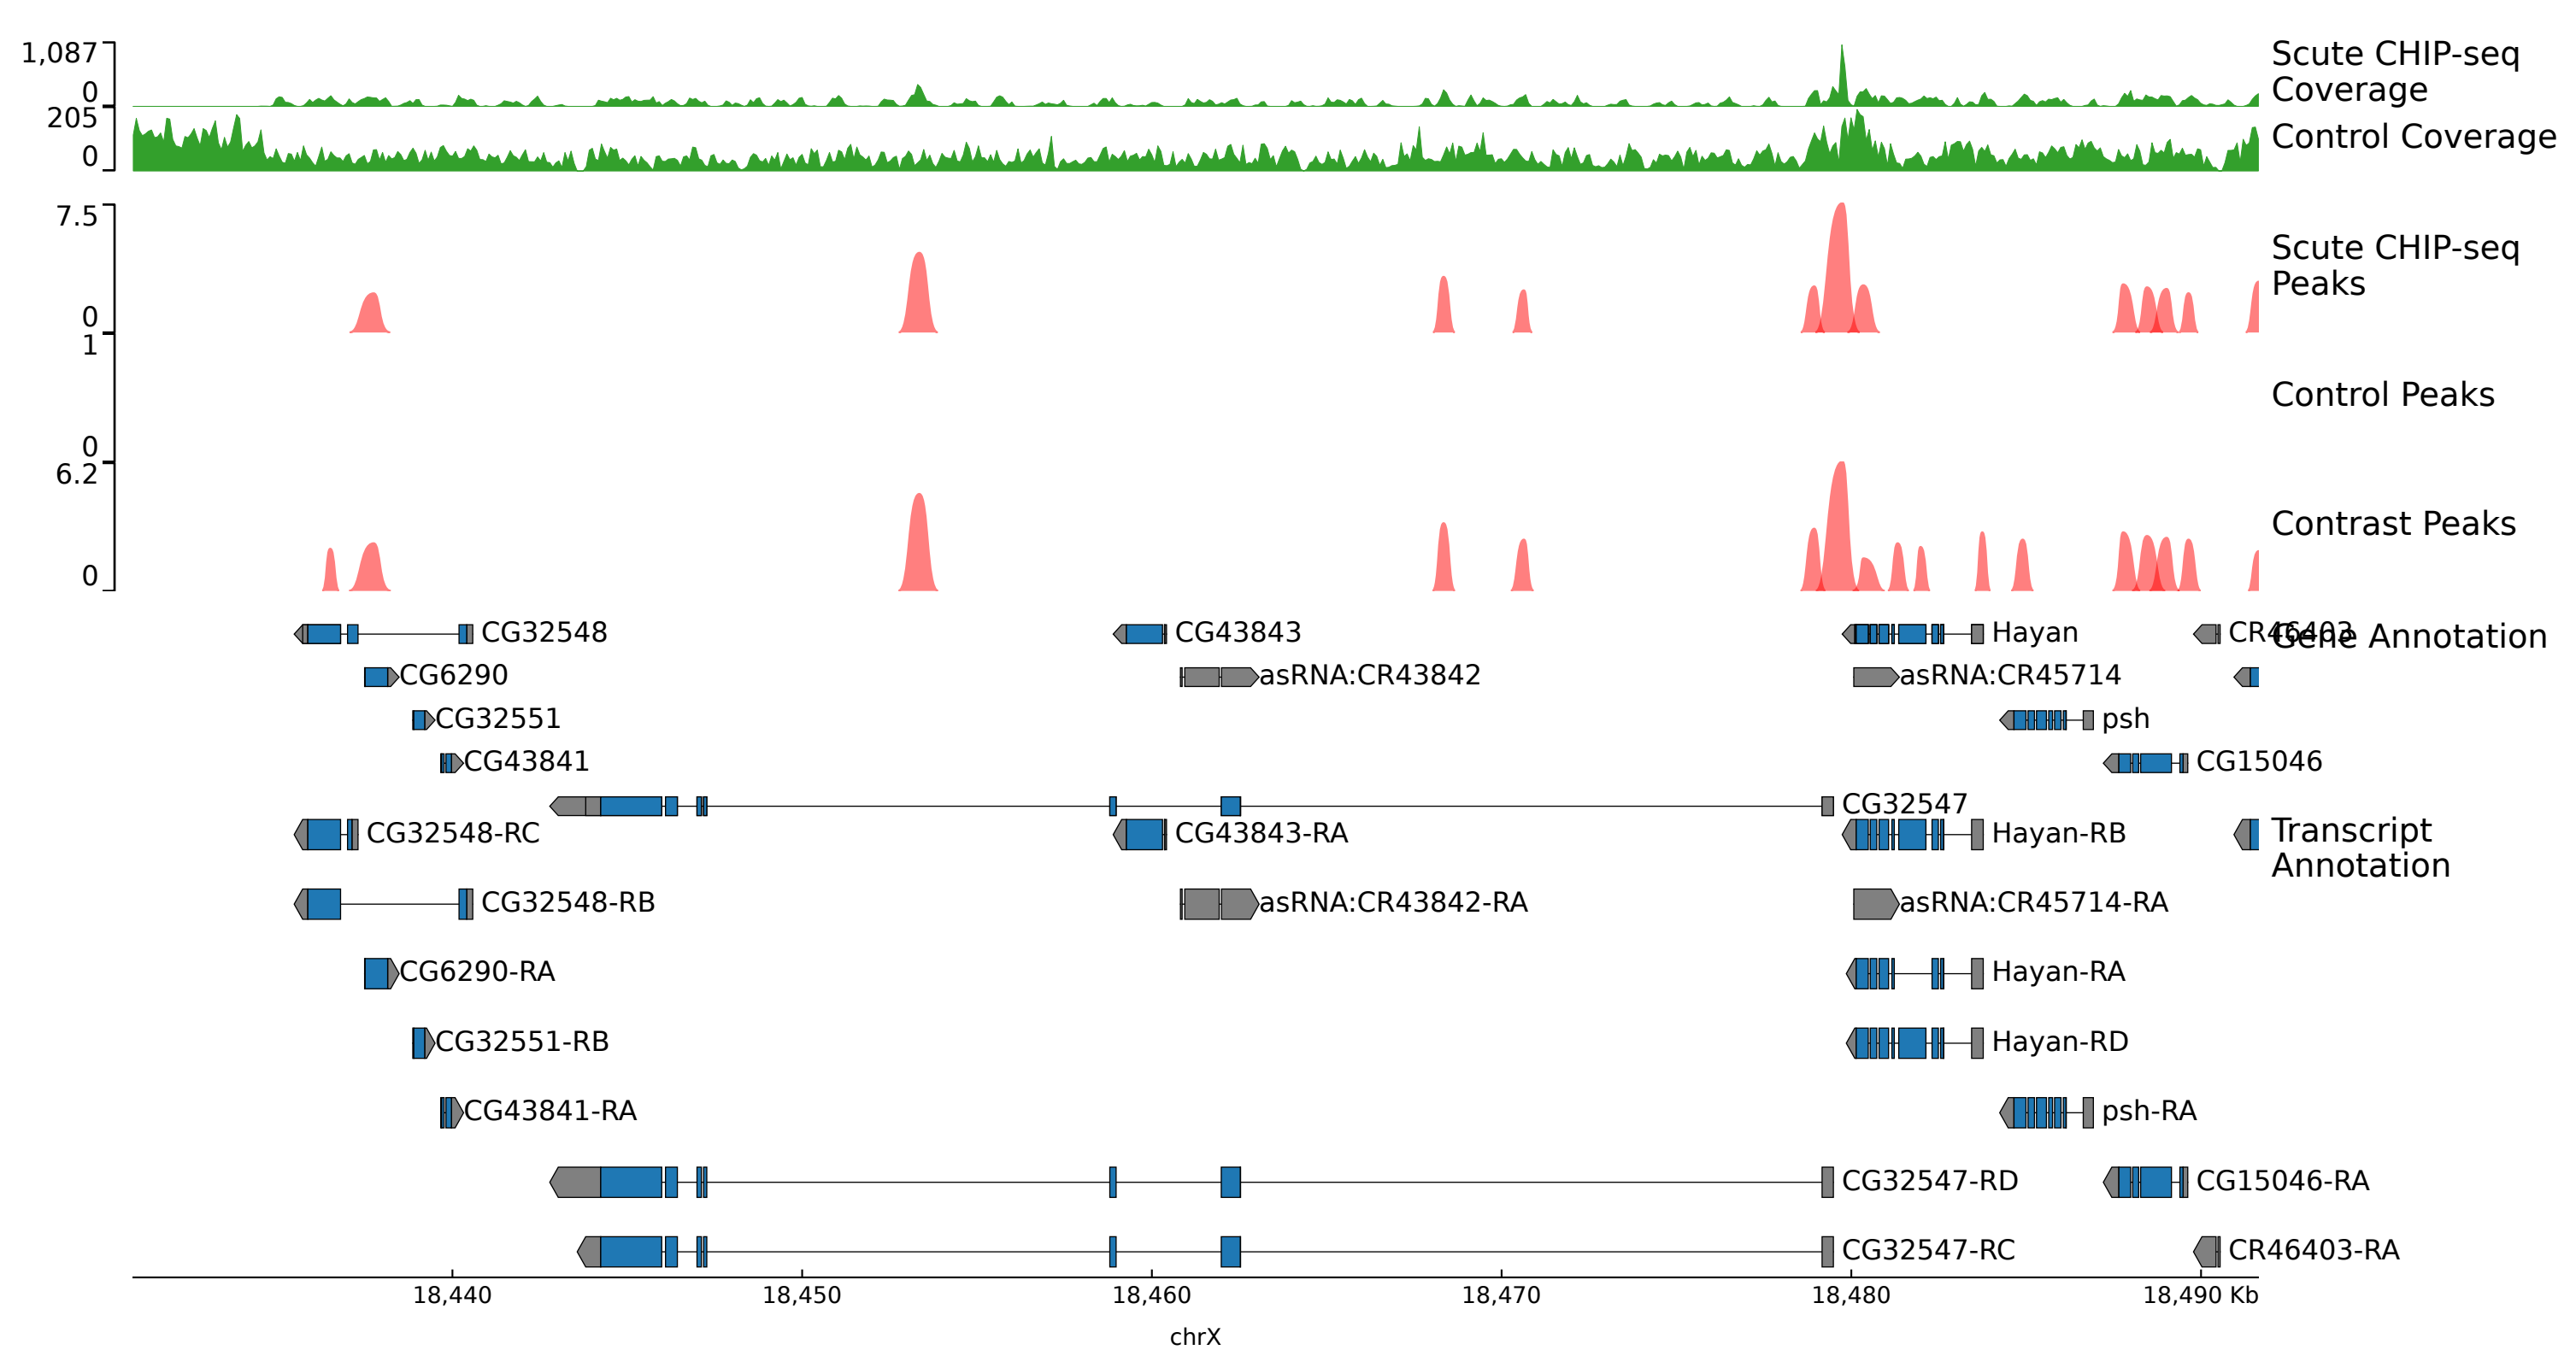 1,087
0
Scute CHIP-seq
Coverage
205
0
Control Coverage
7.5
0
Scute CHIP-seq
Peaks
1
0
Control Peaks
6.2
0
Contrast Peaks
CG32548 CG43843 Hayan CR46403 Gene Annotation
CG6290 asRNA:CR43842 asRNA:CR45714
CG32551 psh
CG43841 CG15046
CG32547
CG32548-RC CG43843-RA Hayan-RB Transcript
Annotation
CG32548-RB asRNA:CR43842-RA asRNA:CR45714-RA
CG6290-RA Hayan-RA
CG32551-RB Hayan-RD
CG43841-RA psh-RA
CG32547-RD CG15046-RA
CG32547-RC CR46403-RA
18,440 18,450 18,460 18,470 18,480 18,490 Kb
chrX